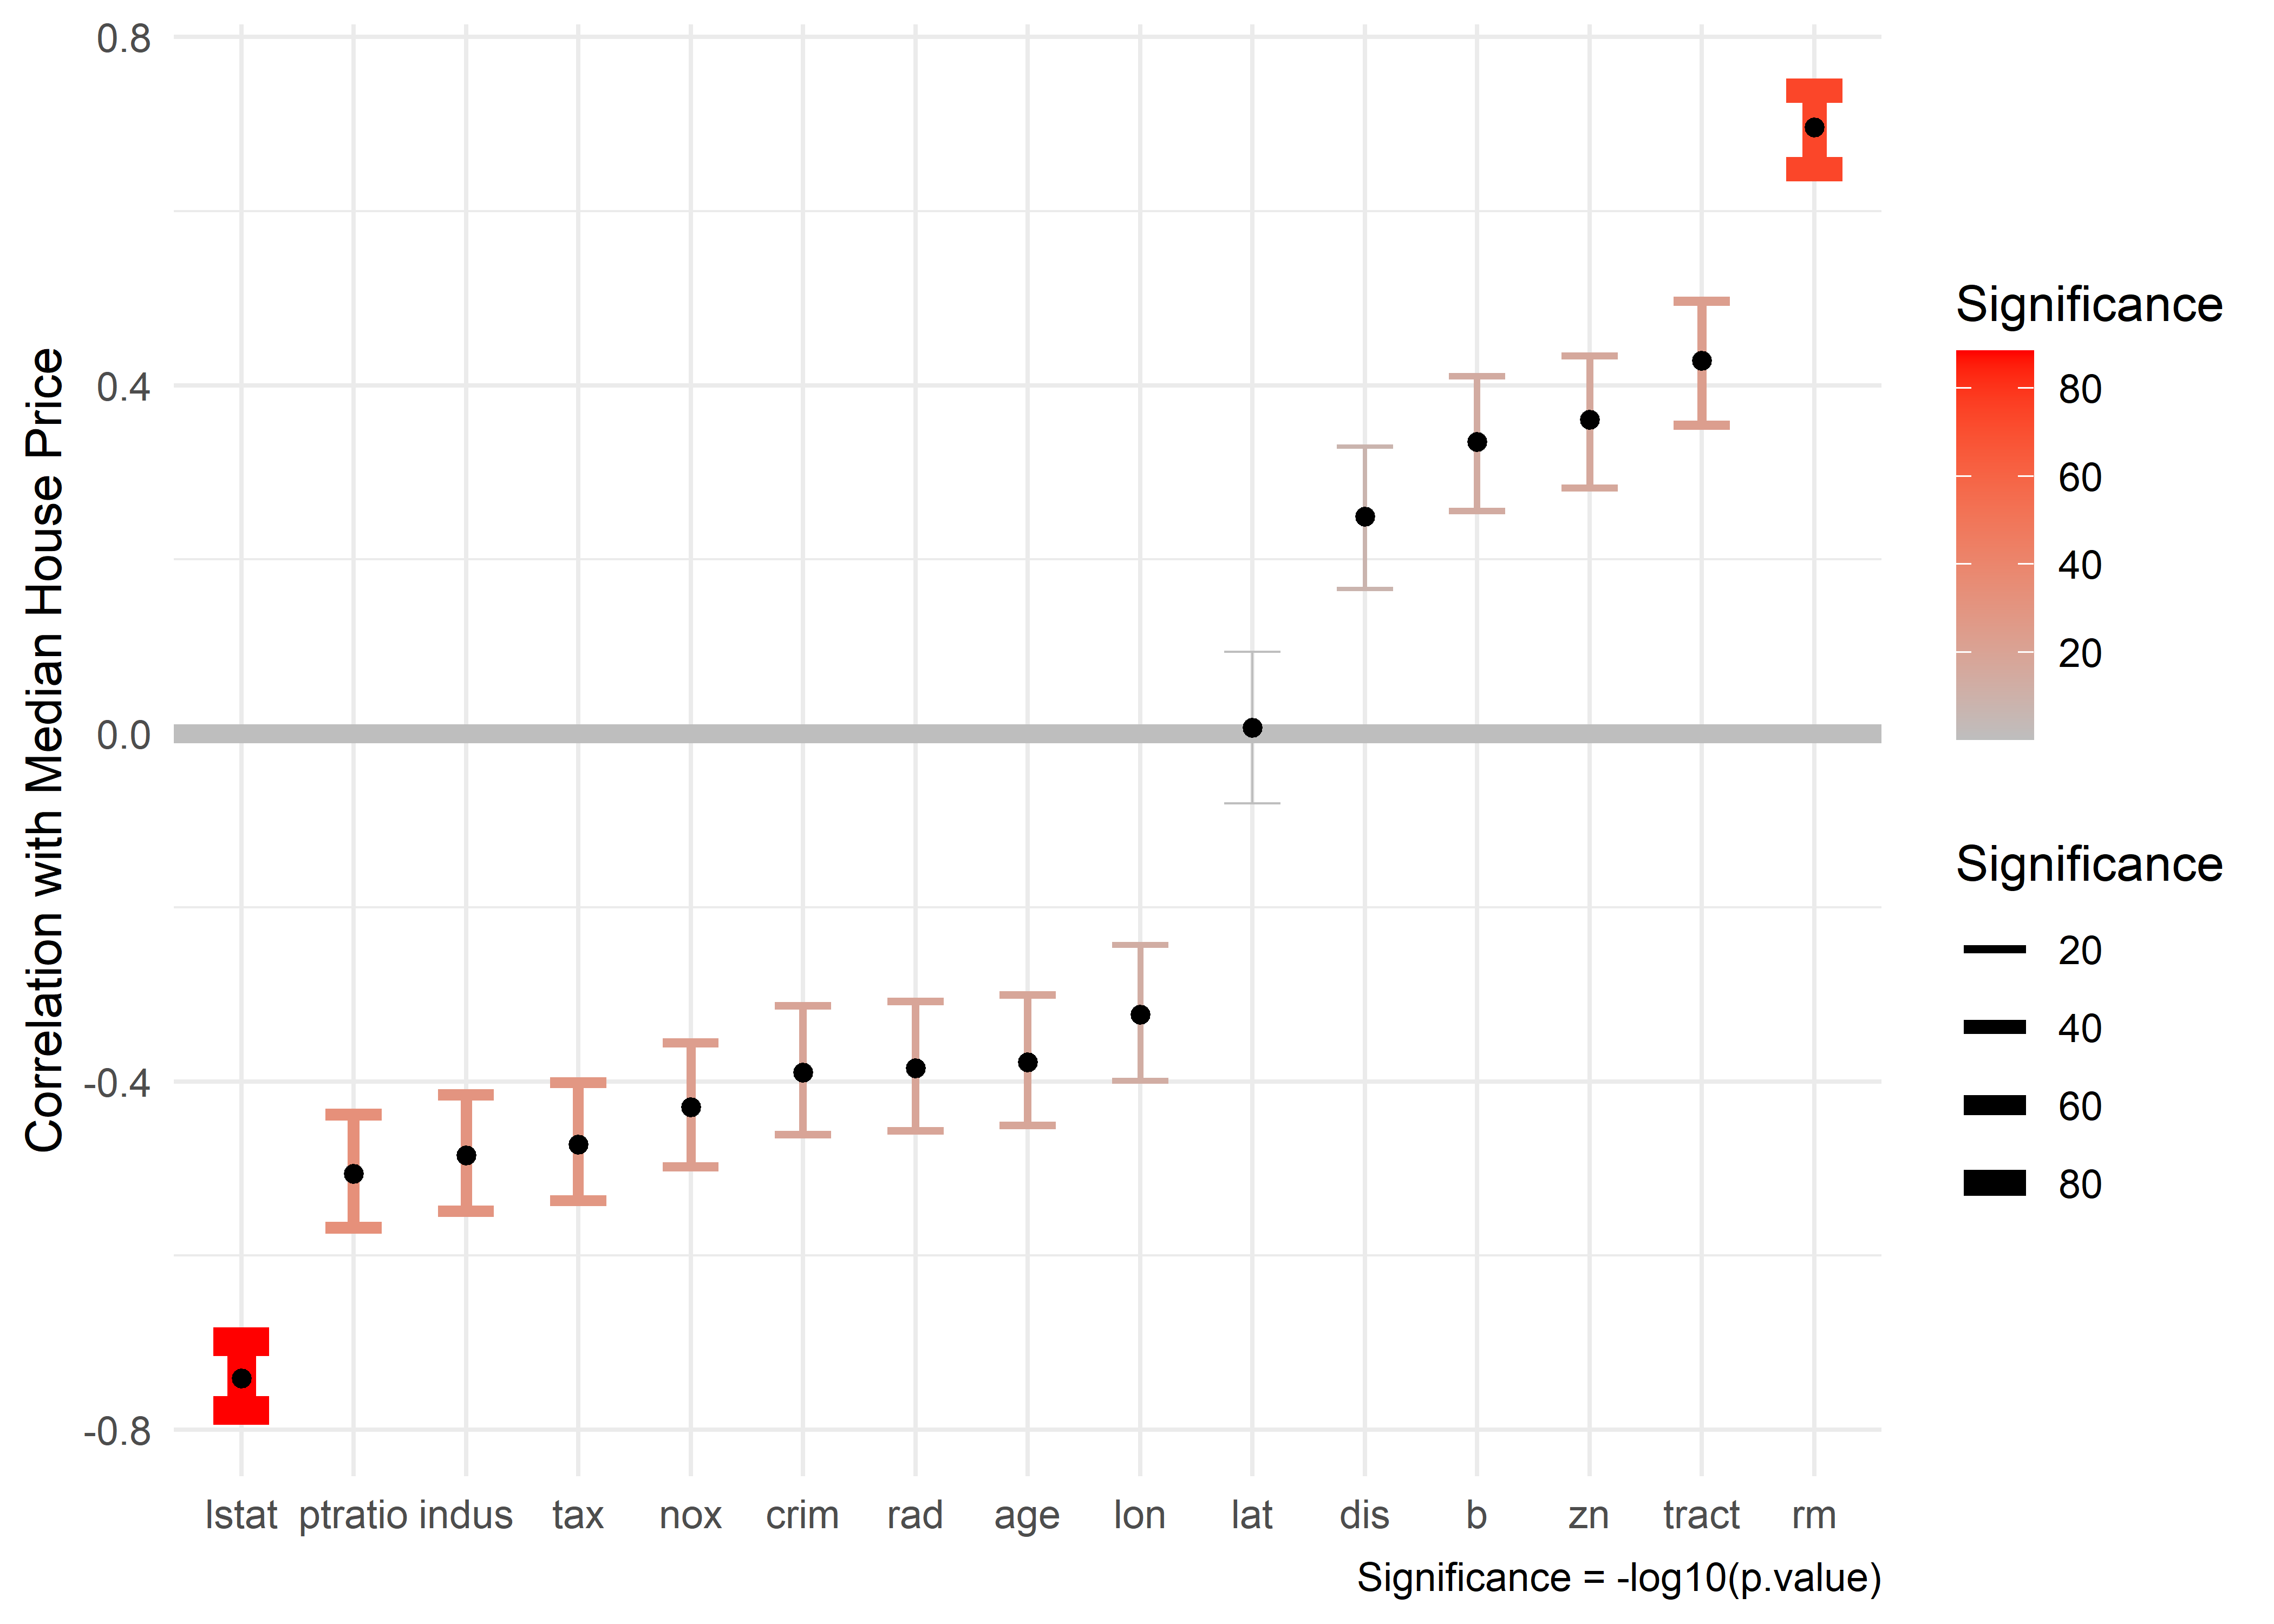 Correlation with Median House Price
0.8
0.4
0.0
-0.4
-0.8
lstat ptratio indus tax nox crim rad age lon lat dis b zn tract rm
Significance = -log10(p.value)
Significance
80
60
40
20
Significance
20
40
60
80